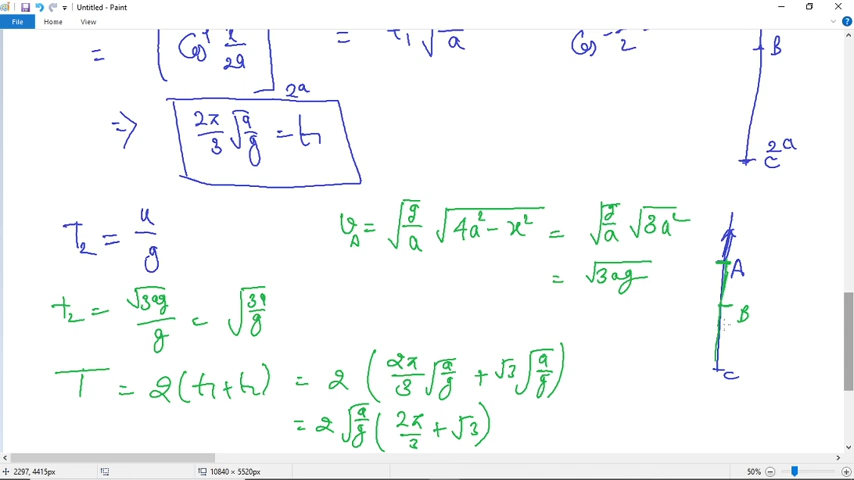 Untitled - Paint
File Home View
= [Cos⁻¹ x/2a]2a = t₁√a Cos 2
B
⇒ 2π/3 √a/g = t₁
2a
C
T₂ = u/g
V_A = √g/a √4a² - x² = √g/a √3a²
= √3ag
A
B
C
t₂ = √3ag/g = √3a/g
T = 2(t₁ + t₂) = 2(2π/3 √a/g + √3 √a/g)
= 2√a/g (2π/3 + √3)
2297, 4415px 10840 × 5520px 50%